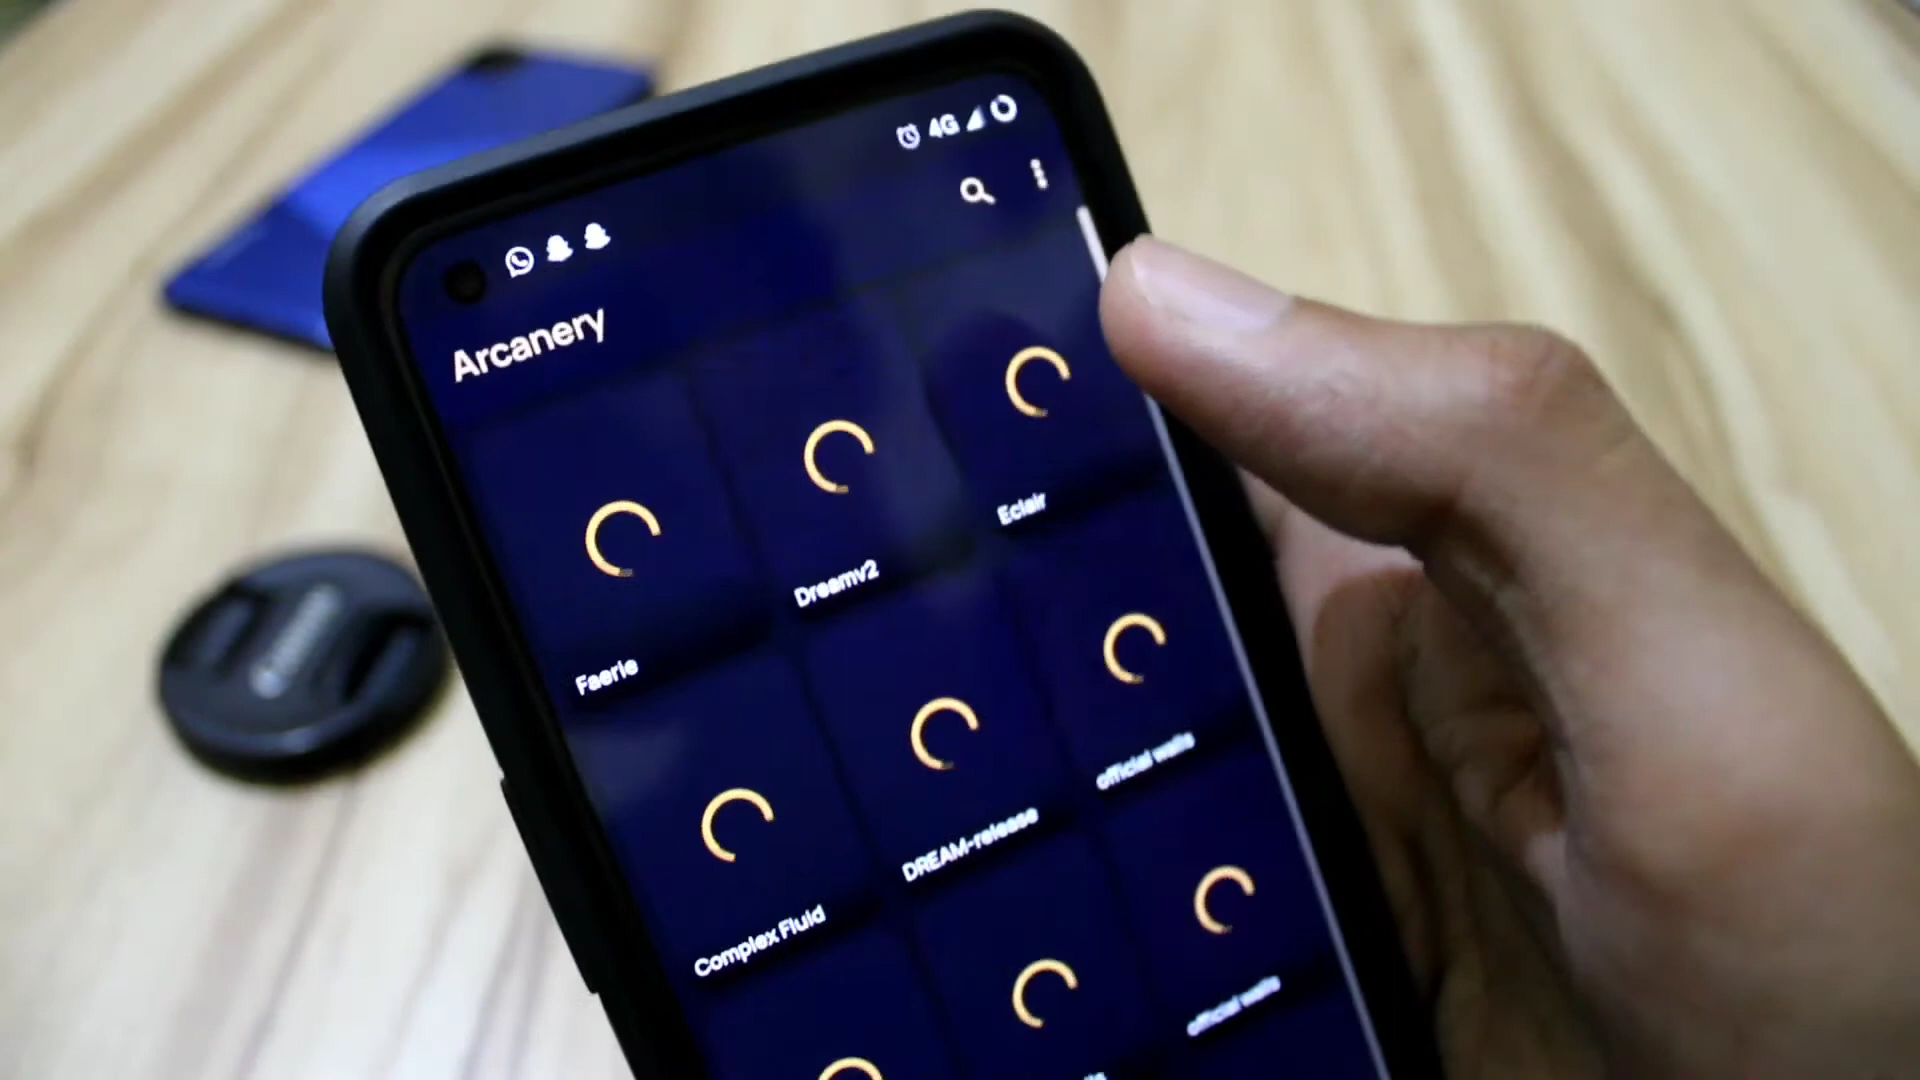 4G
Arcanery
Faerie
Dreamv2
Eclair
Complex Fluid
DREAM-release
official walls
official walls